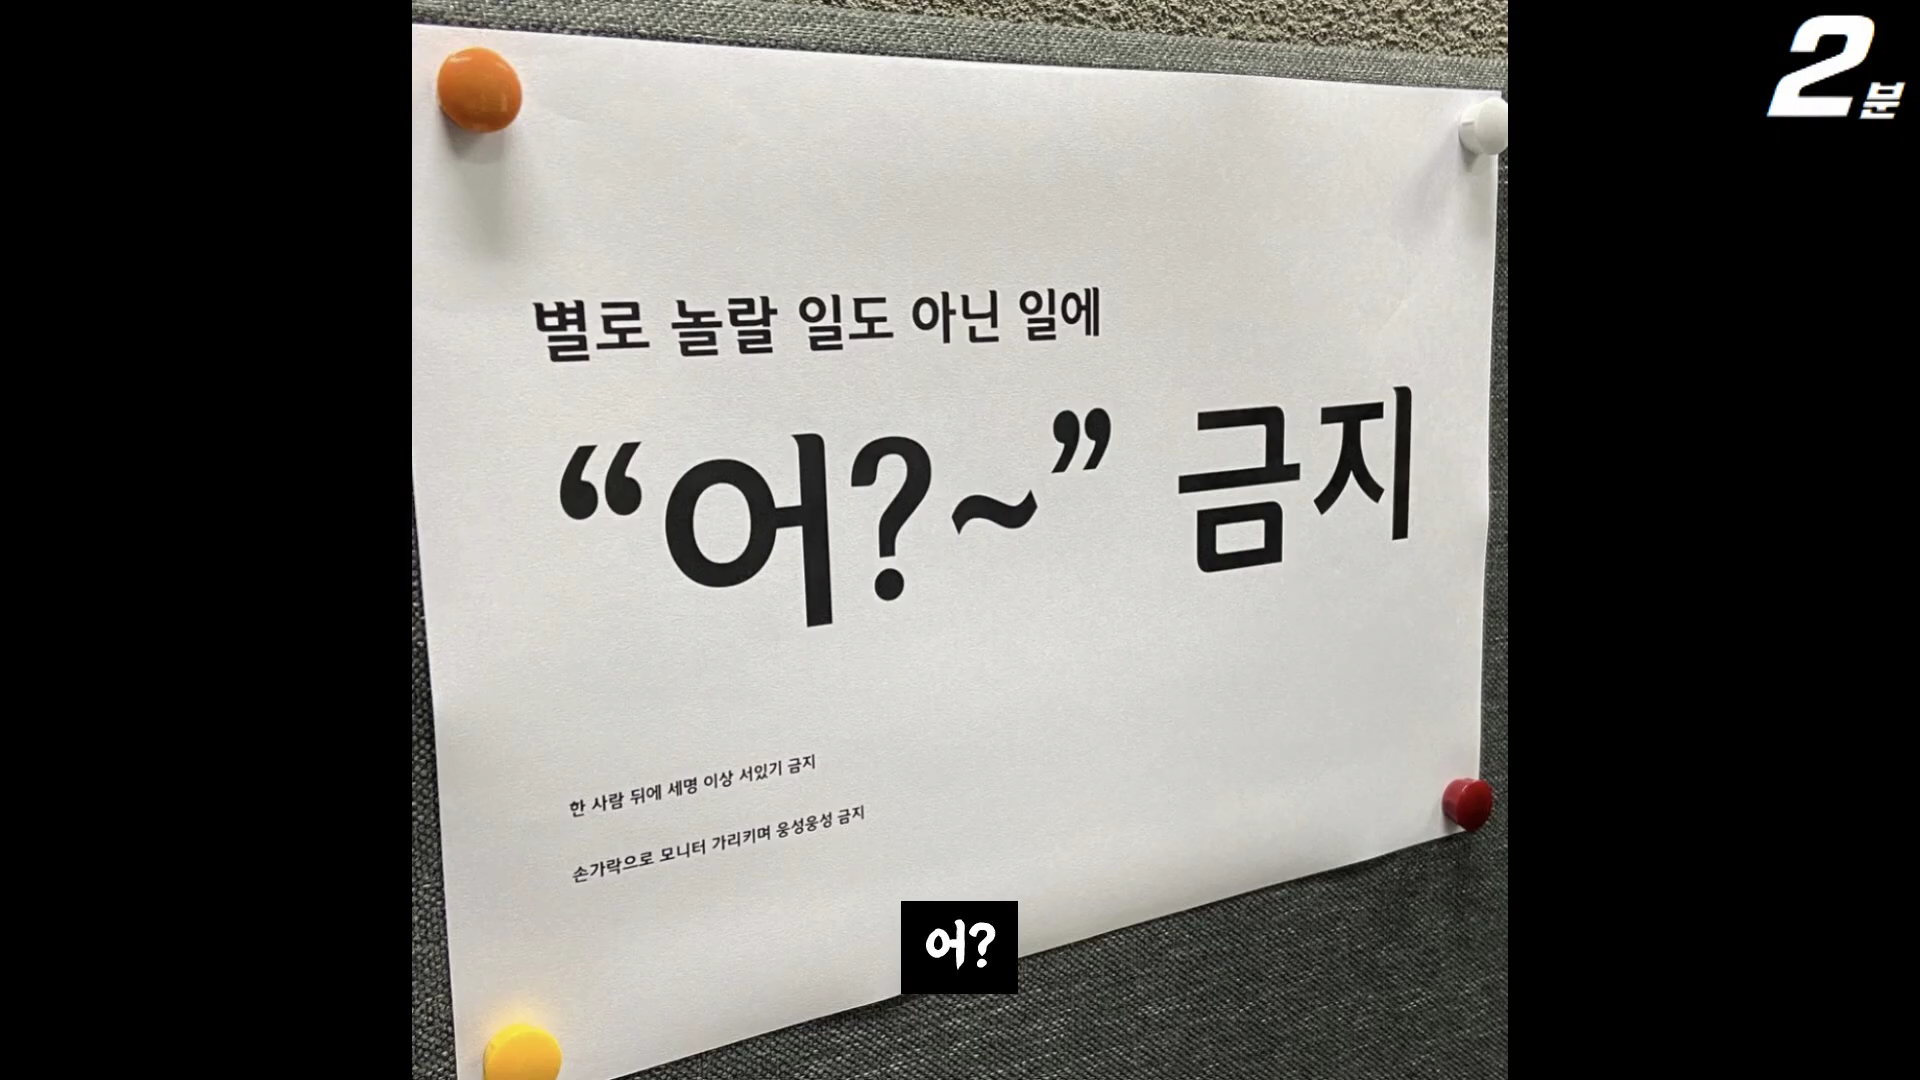 2분
별로 놀랄 일도 아닌 일에
“어?~” 금지
한 사람 뒤에 세명 이상 서있기 금지
손가락으로 모니터 가리키며 웅성웅성 금지
어?